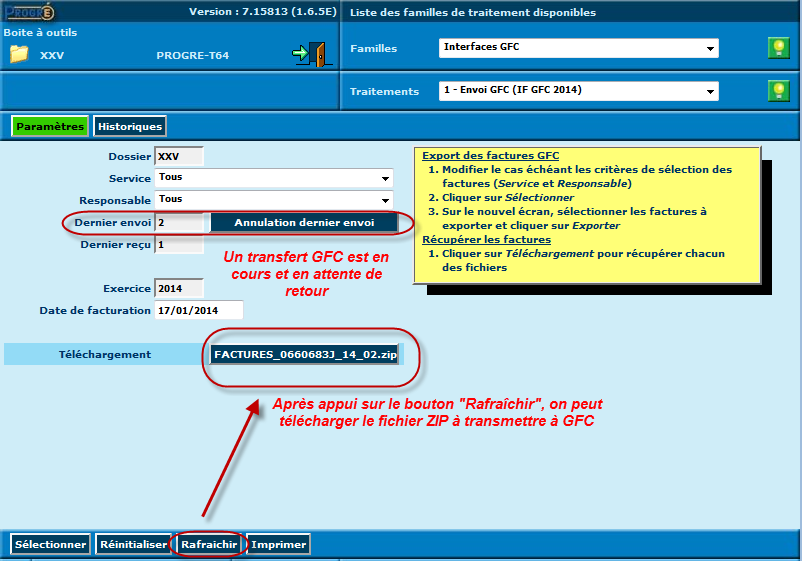 PROGRÉ
Version : 7.15813 (1.6.5E)
Liste des familles de traitement disponibles
Boite à outils
XXV
PROGRE-T64
Familles
Interfaces GFC
Traitements
1 - Envoi GFC (IF GFC 2014)
Paramètres
Historiques
Dossier
XXV
Service
Tous
Responsable
Tous
Dernier envoi
2
Annulation dernier envoi
Dernier reçu
1
Un transfert GFC est en
cours et en attente de
retour
Exercice
2014
Date de facturation
17/01/2014
Export des factures GFC
1. Modifier le cas échéant les critères de sélection des
factures (Service et Responsable)
2. Cliquer sur Sélectionner
3. Sur le nouvel écran, sélectionner les factures à
exporter et cliquer sur Exporter
Récupérer les factures
1. Cliquer sur Téléchargement pour récupérer chacun
des fichiers
Téléchargement
FACTURES_0660683J_14_02.zip
Après appui sur le bouton "Rafraîchir", on peut
télécharger le fichier ZIP à transmettre à GFC
Sélectionner
Réinitialiser
Rafraichir
Imprimer